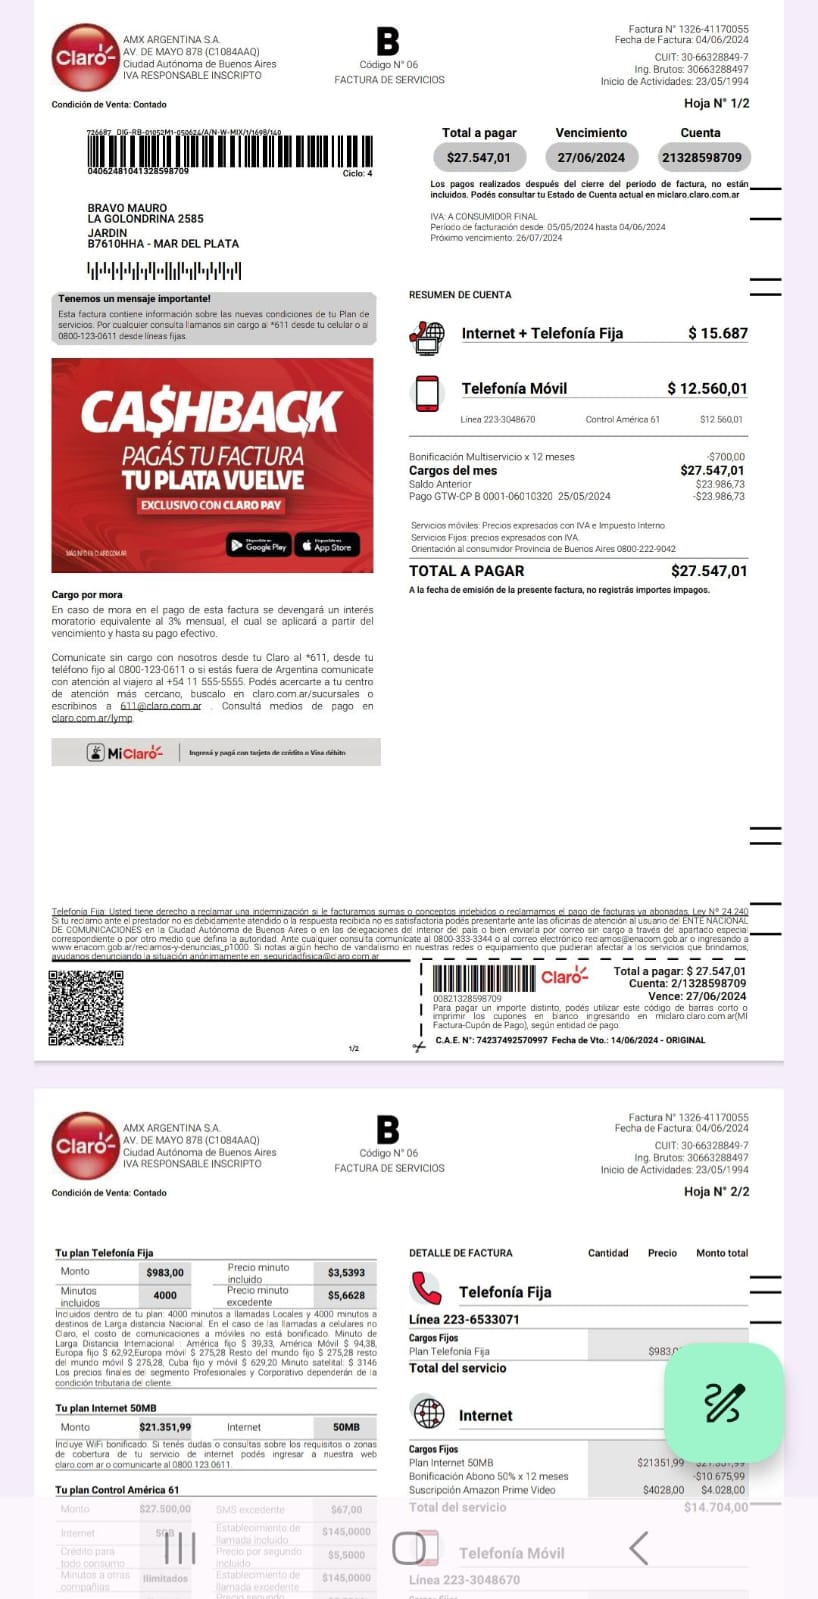 Claro-
AMX ARGENTINA S.A.
AV. DE MAYO 878 (C1084AAQ)
Ciudad Autónoma de Buenos Aires
IVA RESPONSABLE INSCRIPTO
B
Código N° 06
FACTURA DE SERVICIOS
Factura N° 1326-41170055
Fecha de Factura: 04/06/2024
CUIT: 30-66328849-7
Ing. Brutos: 30663288497
Inicio de Actividades: 23/05/1994
Condición de Venta: Contado
Hoja N° 1/2
726687_DIG-RB-01052M1-050624/A/N-W-MIX/1/1698/140
04062481041328598709
Ciclo: 4
Total a pagar
Vencimiento
Cuenta
$27.547,01
27/06/2024
21328598709
Los pagos realizados después del cierre del periodo de factura, no están
incluidos. Podés consultar tu Estado de Cuenta actual en miclaro.claro.com.ar
IVA: A CONSUMIDOR FINAL
Período de facturación desde: 05/05/2024 hasta 04/06/2024
Próximo vencimiento: 26/07/2024
BRAVO MAURO
LA GOLONDRINA 2585
JARDIN
B7610HHA - MAR DEL PLATA
Tenemos un mensaje importante!
Esta factura contiene información sobre las nuevas condiciones de tu Plan de
servicios. Por cualquier consulta llamanos sin cargo al *611 desde tu celular o al
0800-123-0611 desde líneas fijas.
CA$HBACK
PAGÁS TU FACTURA
TU PLATA VUELVE
EXCLUSIVO CON CLARO PAY
Google Play
App Store
RESUMEN DE CUENTA
Internet + Telefonía Fija $ 15.687
Telefonía Móvil $ 12.560,01
Línea 223-3048670 Control América 61 $12.560,01
Bonificación Multiservicio x 12 meses -$700,00
Cargos del mes $27.547,01
Saldo Anterior $23.986,73
Pago GTW-CP B 0001-06010320 25/05/2024 -$23.986,73
Servicios móviles: Precios expresados con IVA e Impuesto Interno.
Servicios Fijos: precios expresados con IVA.
Orientación al consumidor Provincia de Buenos Aires 0800-222-9042
TOTAL A PAGAR $27.547,01
A la fecha de emisión de la presente factura, no registrás importes impagos.
Cargo por mora
En caso de mora en el pago de esta factura se devengará un interés
moratorio equivalente al 3% mensual, el cual se aplicará a partir del
vencimiento y hasta su pago efectivo.
Comunicate sin cargo con nosotros desde tu Claro al *611, desde tu
teléfono fijo al 0800-123-0611 o si estás fuera de Argentina comunicate
con atención al viajero al +54 11 555-5555. Podés acercarte a tu centro
de atención más cercano, buscalo en claro.com.ar/sucursales o
escribinos a 611@claro.com.ar . Consultá medios de pago en
claro.com.ar/lymp.
MiClaro-
Ingresá y pagá con tarjeta de crédito o Visa débito
Telefonía Fija: Usted tiene derecho a reclamar una indemnización si le facturamos sumas o conceptos indebidos o reclamamos el pago de facturas ya abonadas, Ley N° 24.240
Si tu reclamo ante el prestador no es debidamente atendido o la respuesta recibida no es satisfactoria podés presentarte ante las oficinas de atención al usuario del ENTE NACIONAL
DE COMUNICACIONES en la Ciudad Autónoma de Buenos Aires o en las delegaciones del interior del país o bien enviarla por correo sin cargo a través del apartado especial
correspondiente o por otro medio que defina la autoridad. Ante cualquier consulta comunicate al 0800-333-3344 o al correo electrónico reclamos@enacom.gob.ar o ingresando a
www.enacom.gob.ar/reclamos-y-denuncias_p1000. Si notás algún hecho de vandalismo en nuestras redes o equipamiento que pudieran afectar a los servicios que brindamos,
ayudanos denunciando la situación anónimamente en: seguridadfisica@claro.com.ar
00821328598709
Claro-
Total a pagar: $ 27.547,01
Cuenta: 2/1328598709
Vence: 27/06/2024
Para pagar un importe distinto, podés utilizar este código de barras corto o
imprimir los cupones en blanco ingresando en miclaro.claro.com.ar(MI
Factura-Cupón de Pago), según entidad de pago.
C.A.E. N°: 74237492570997 Fecha de Vto.: 14/06/2024 - ORIGINAL
1/2
Claro-
AMX ARGENTINA S.A.
AV. DE MAYO 878 (C1084AAQ)
Ciudad Autónoma de Buenos Aires
IVA RESPONSABLE INSCRIPTO
B
Código N° 06
FACTURA DE SERVICIOS
Factura N° 1326-41170055
Fecha de Factura: 04/06/2024
CUIT: 30-66328849-7
Ing. Brutos: 30663288497
Inicio de Actividades: 23/05/1994
Condición de Venta: Contado
Hoja N° 2/2
Tu plan Telefonía Fija
Monto $983,00 Precio minuto incluido $3,5393
Minutos incluidos 4000 Precio minuto excedente $5,6628
Incluidos dentro de tu plan: 4000 minutos a llamadas Locales y 4000 minutos a
destinos de Larga distancia Nacional. En el caso de las llamadas a celulares no
Claro, el costo de comunicaciones a móviles no está bonificado. Minuto de
Larga Distancia Internacional : América fijo $ 39,33, América Móvil $ 94,38,
Europa fijo $ 62,92,Europa móvil $ 275,28 Resto del mundo fijo $ 275,28 resto
del mundo móvil $ 275,28, Cuba fijo y móvil $ 629,20 Minuto satelital: $ 3146
Los precios finales del segmento Profesionales y Corporativo dependerán de la
condición tributaria del cliente.
Tu plan Internet 50MB
Monto $21.351,99 Internet 50MB
Incluye WiFi bonificado. Si tenés dudas o consultas sobre los requisitos o zonas
de cobertura de tu servicio de internet podés ingresar a nuestra web
claro.com.ar o comunicarte al 0800.123.0611.
Tu plan Control América 61
Monto $27.500,00 SMS excedente $67,00
Internet 5GB Establecimiento de llamada incluido $145,0000
Crédito para todo consumo Precio por segundo incluido $5,5000
Minutos a otras compañías Ilimitados Establecimiento de llamada excedente $145,0000
Precio segundo
DETALLE DE FACTURA Cantidad Precio Monto total
Telefonía Fija
Línea 223-6533071
Cargos Fijos
Plan Telefonía Fija $983,0
Total del servicio
Internet
Cargos Fijos
Plan Internet 50MB $21351,99 $21.351,99
Bonificación Abono 50% x 12 meses -$10.675,99
Suscripción Amazon Prime Video $4028,00 $4.028,00
Total del servicio $14.704,00
Telefonía Móvil
Línea 223-3048670
Cargos Fijos